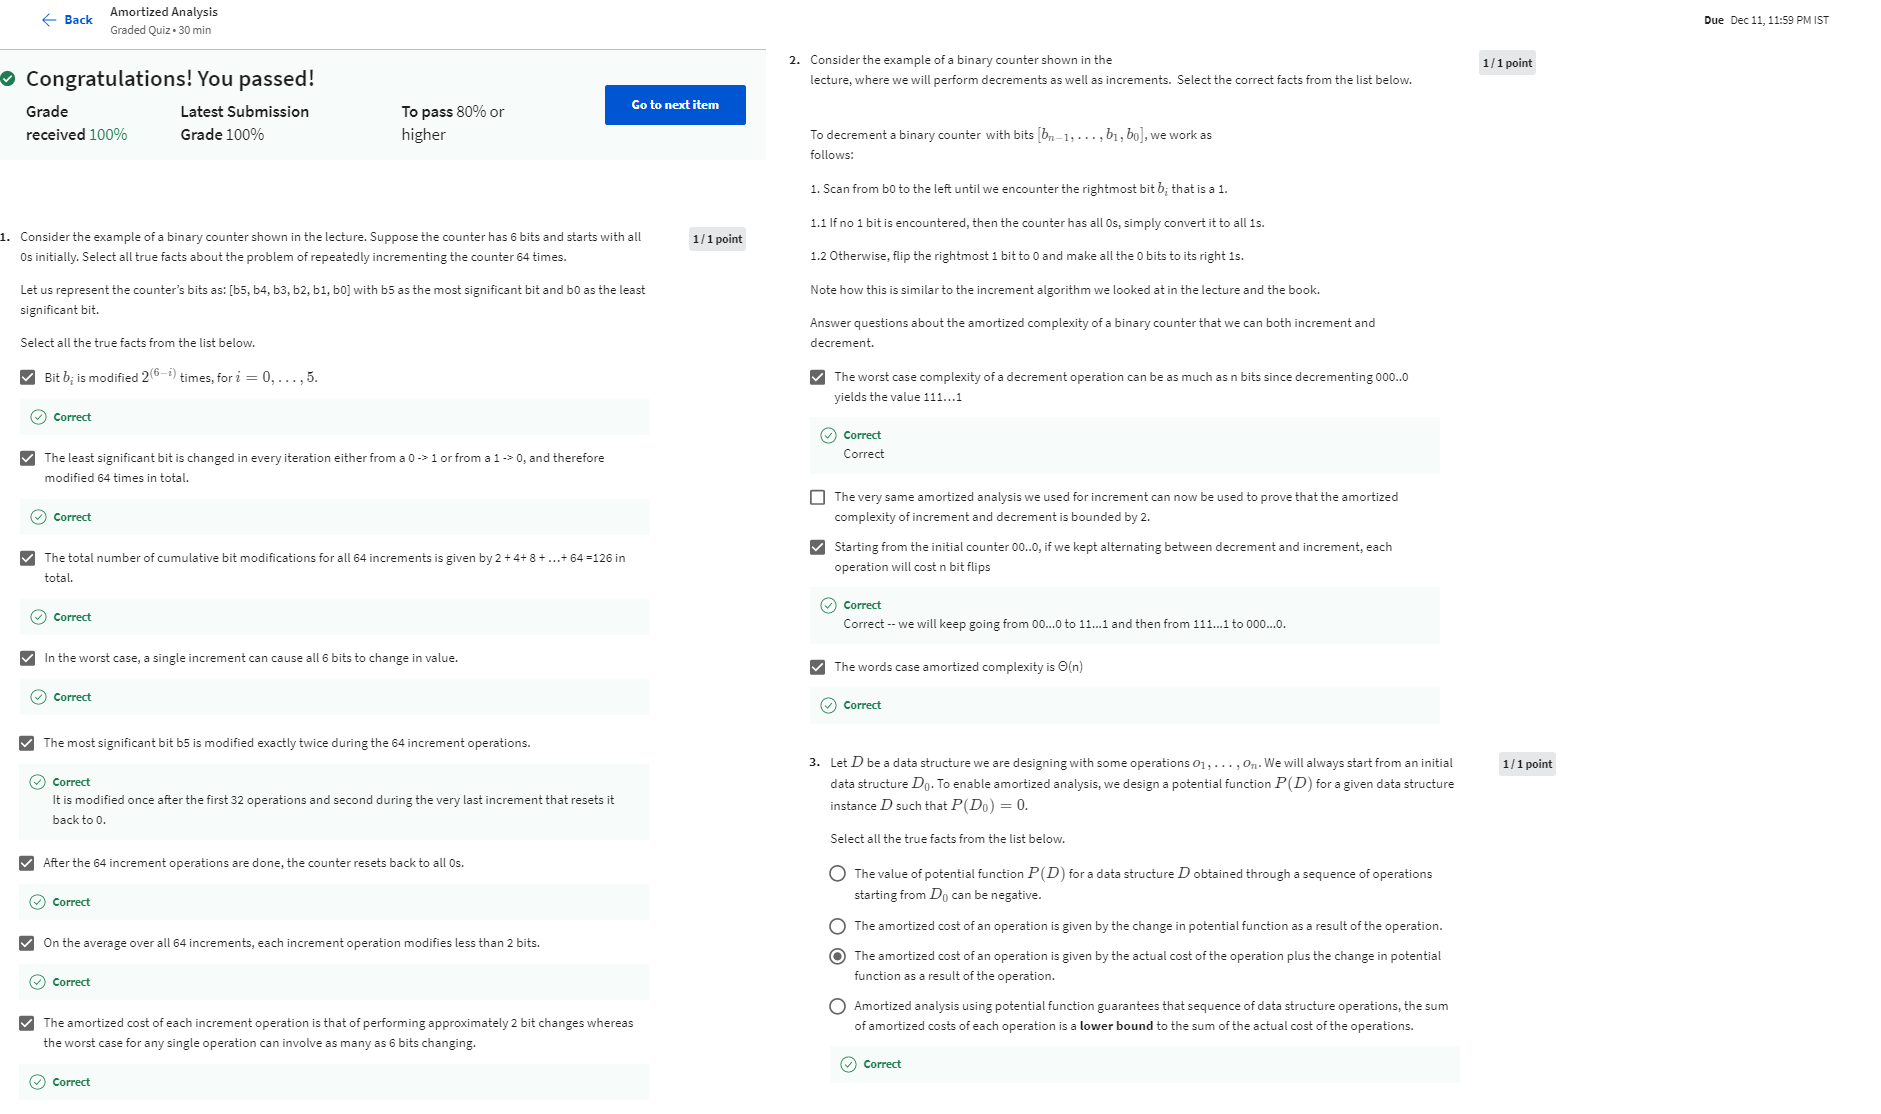 Back
Amortized Analysis
Graded Quiz • 30 min
Due Dec 11, 11:59 PM IST
Congratulations! You passed!
Grade
received 100%
Latest Submission
Grade 100%
To pass 80% or
higher
Go to next item
1. Consider the example of a binary counter shown in the lecture. Suppose the counter has 6 bits and starts with all
0s initially. Select all true facts about the problem of repeatedly incrementing the counter 64 times.
1 / 1 point
Let us represent the counter's bits as: [b5, b4, b3, b2, b1, b0] with b5 as the most significant bit and b0 as the least
significant bit.
Select all the true facts from the list below.
Bit b_i is modified 2^(6−i) times, for i = 0, . . . , 5.
Correct
The least significant bit is changed in every iteration either from a 0 -> 1 or from a 1 -> 0, and therefore
modified 64 times in total.
Correct
The total number of cumulative bit modifications for all 64 increments is given by 2 + 4+ 8 + ...+ 64 =126 in
total.
Correct
In the worst case, a single increment can cause all 6 bits to change in value.
Correct
The most significant bit b5 is modified exactly twice during the 64 increment operations.
Correct
It is modified once after the first 32 operations and second during the very last increment that resets it
back to 0.
After the 64 increment operations are done, the counter resets back to all 0s.
Correct
On the average over all 64 increments, each increment operation modifies less than 2 bits.
Correct
The amortized cost of each increment operation is that of performing approximately 2 bit changes whereas
the worst case for any single operation can involve as many as 6 bits changing.
Correct
2. Consider the example of a binary counter shown in the
lecture, where we will perform decrements as well as increments. Select the correct facts from the list below.
1 / 1 point
To decrement a binary counter with bits [b_{n−1}, . . . , b_1, b_0], we work as
follows:
1. Scan from b0 to the left until we encounter the rightmost bit b_i that is a 1.
1.1 If no 1 bit is encountered, then the counter has all 0s, simply convert it to all 1s.
1.2 Otherwise, flip the rightmost 1 bit to 0 and make all the 0 bits to its right 1s.
Note how this is similar to the increment algorithm we looked at in the lecture and the book.
Answer questions about the amortized complexity of a binary counter that we can both increment and
decrement.
The worst case complexity of a decrement operation can be as much as n bits since decrementing 000..0
yields the value 111...1
Correct
Correct
The very same amortized analysis we used for increment can now be used to prove that the amortized
complexity of increment and decrement is bounded by 2.
Starting from the initial counter 00..0, if we kept alternating between decrement and increment, each
operation will cost n bit flips
Correct
Correct -- we will keep going from 00...0 to 11...1 and then from 111...1 to 000...0.
The words case amortized complexity is Θ(n)
Correct
3. Let D be a data structure we are designing with some operations o_1, . . . , o_n. We will always start from an initial
data structure D_0. To enable amortized analysis, we design a potential function P(D) for a given data structure
instance D such that P(D_0) = 0.
1 / 1 point
Select all the true facts from the list below.
The value of potential function P(D) for a data structure D obtained through a sequence of operations
starting from D_0 can be negative.
The amortized cost of an operation is given by the change in potential function as a result of the operation.
The amortized cost of an operation is given by the actual cost of the operation plus the change in potential
function as a result of the operation.
Amortized analysis using potential function guarantees that sequence of data structure operations, the sum
of amortized costs of each operation is a lower bound to the sum of the actual cost of the operations.
Correct